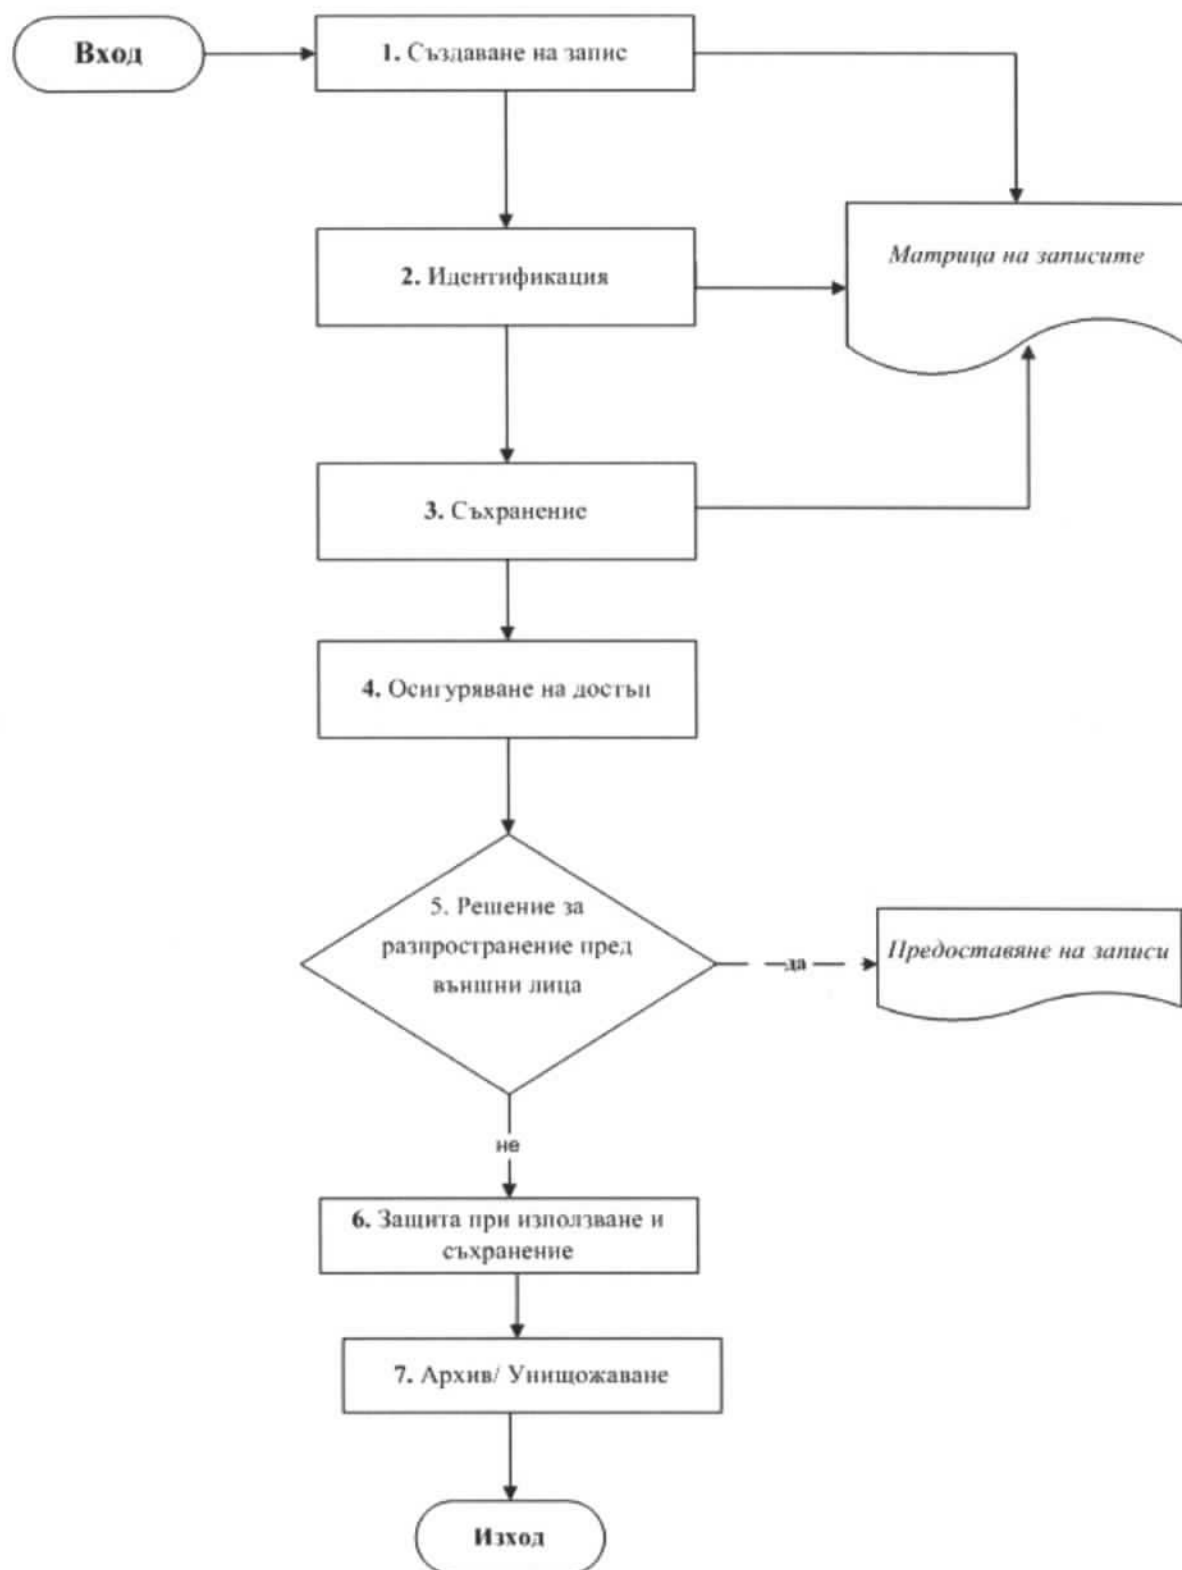 Вход
1. Създаване на запис
2. Идентификация
Матрица на записите
3. Съхранение
4. Осигуряване на достъп
5. Решение за
разпространение пред
външни лица
да
Предоставяне на записи
не
6. Защита при използване и
съхранение
7. Архив/ Унищожаване
Изход